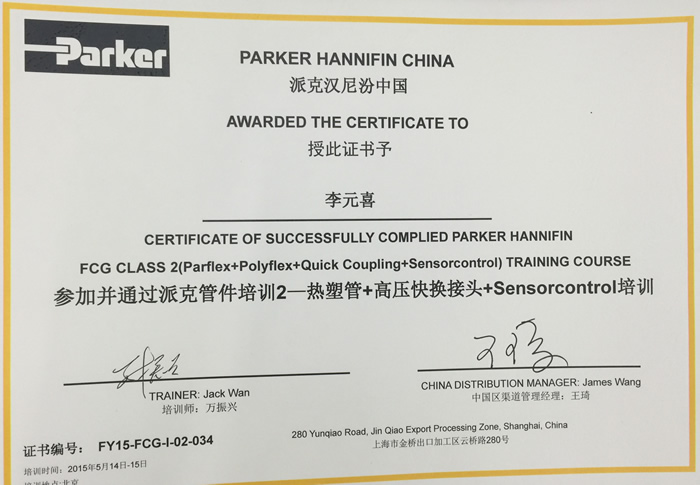 Parker
PARKER HANNIFIN CHINA
派克汉尼汾中国
AWARDED THE CERTIFICATE TO
授此证书予
李元喜
CERTIFICATE OF SUCCESSFULLY COMPLIED PARKER HANNIFIN
FCG CLASS 2(Parflex+Polyflex+Quick Coupling+Sensorcontrol) TRAINING COURSE
参加并通过派克管件培训2—热塑管+高压快换接头+Sensorcontrol培训
TRAINER: Jack Wan
培训师：万振兴
CHINA DISTRIBUTION MANAGER: James Wang
中国区渠道管理经理：王琦
证书编号： FY15-FCG-I-02-034
280 Yunqiao Road, Jin Qiao Export Processing Zone, Shanghai, China
上海市金桥出口加工区云桥路280号
培训时间：2015年5月14日-15日
培训地点:北京